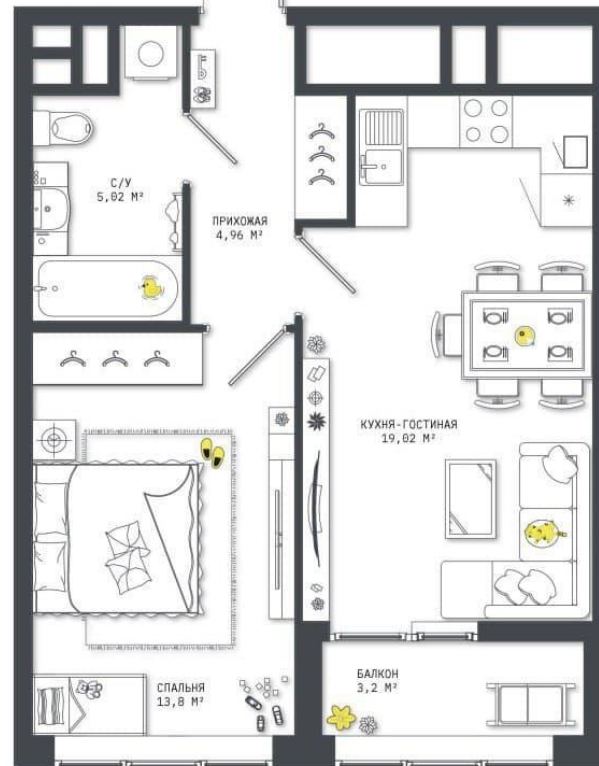 С/У
5,02 М²
ПРИХОЖАЯ
4,96 М²
КУХНЯ-ГОСТИНАЯ
19,02 М²
СПАЛЬНЯ
13,8 М²
БАЛКОН
3,2 М²